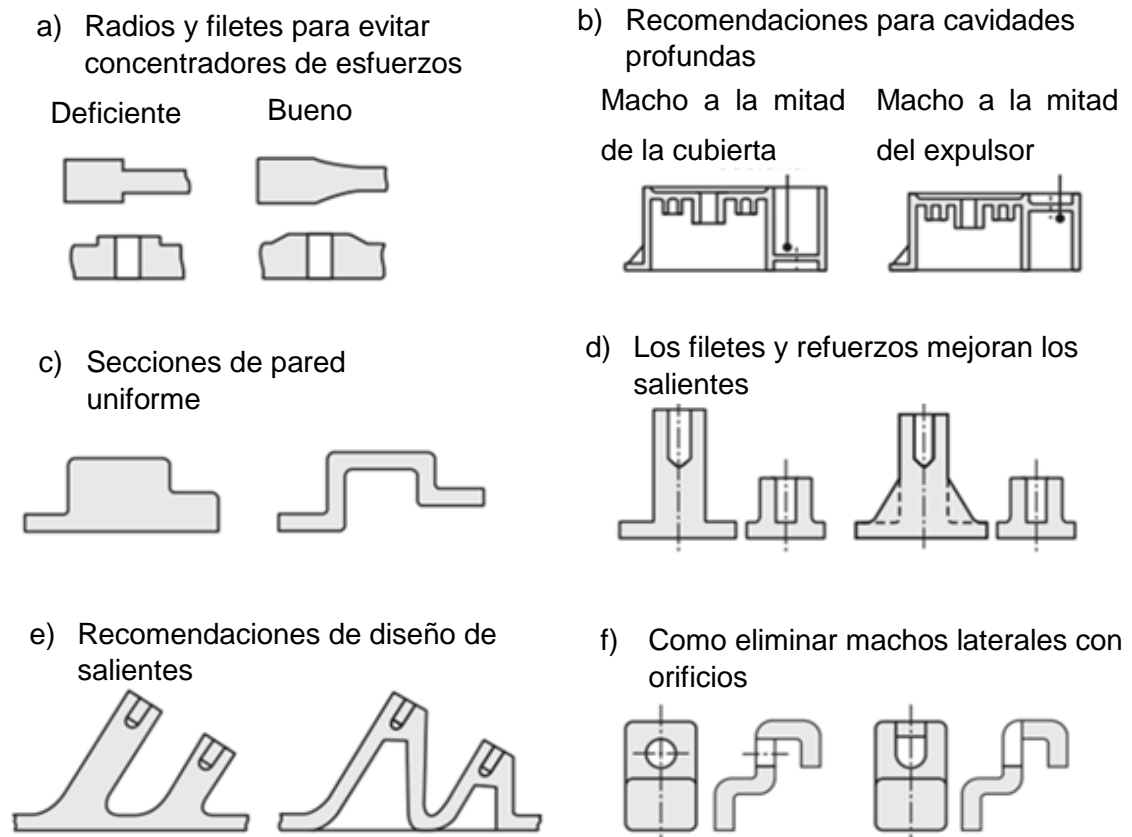 a) Radios y filetes para evitar
concentradores de esfuerzos
Deficiente Bueno
b) Recomendaciones para cavidades
profundas
Macho a la mitad
de la cubierta
Macho a la mitad
del expulsor
c) Secciones de pared
uniforme
d) Los filetes y refuerzos mejoran los
salientes
e) Recomendaciones de diseño de
salientes
f) Como eliminar machos laterales con
orificios